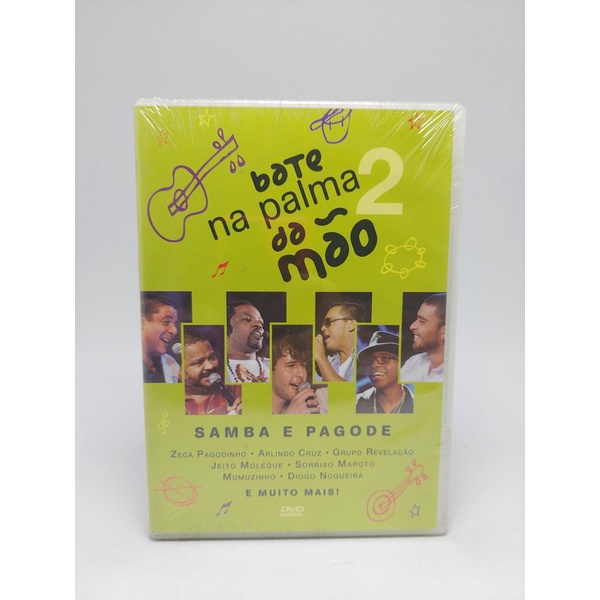 bate
na palma 2
da
mão
SAMBA E PAGODE
ZECA PAGODINHO • ARLINDO CRUZ • GRUPO REVELAÇÃO
JEITO MOLEQUE • SORRISO MAROTO
MUMUZINHO • DIOGO NOGUEIRA
E MUITO MAIS!
DVD